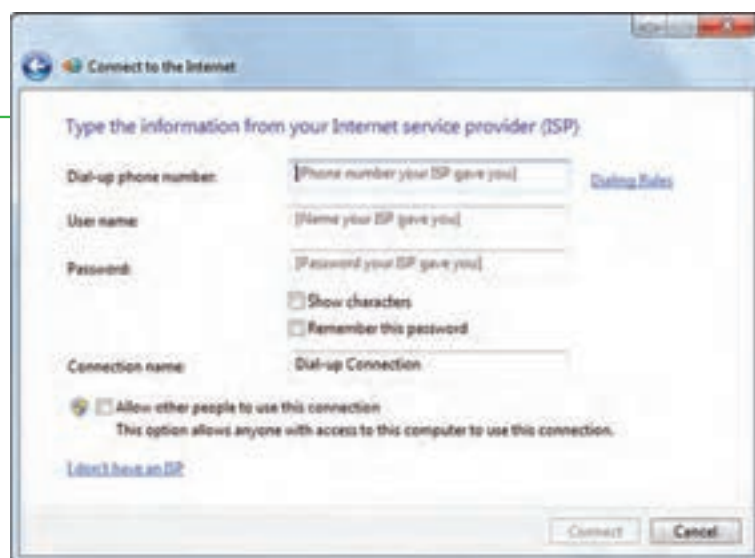 Connect to the Internet
Type the information from your Internet service provider (ISP)
Dial-up phone number: [Phone number your ISP gave you] Dialing Rules
User name: [Name your ISP gave you]
Password: [Password your ISP gave you]
Show characters
Remember this password
Connection name: Dial-up Connection
Allow other people to use this connection
This option allows anyone with access to this computer to use this connection.
I don't have an ISP
Connect Cancel